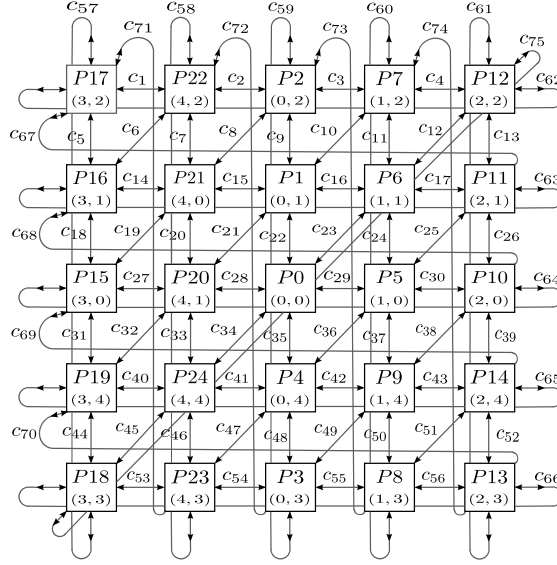 c57 c71 c58 c72 c59 c73 c60 c74 c61 c75
P17 c1 P22 c2 P2 c3 P7 c4 P12 c62
(3, 2) (4, 2) (0, 2) (1, 2) (2, 2)
c67 c5 c6 c7 c8 c9 c10 c11 c12 c13
P16 c14 P21 c15 P1 c16 P6 c17 P11 c63
(3, 1) (4, 0) (0, 1) (1, 1) (2, 1)
c68 c18 c19 c20 c21 c22 c23 c24 c25 c26
P15 c27 P20 c28 P0 c29 P5 c30 P10 c64
(3, 0) (4, 1) (0, 0) (1, 0) (2, 0)
c69 c31 c32 c33 c34 c35 c36 c37 c38 c39
P19 c40 P24 c41 P4 c42 P9 c43 P14 c65
(3, 4) (4, 4) (0, 4) (1, 4) (2, 4)
c70 c44 c45 c46 c47 c48 c49 c50 c51 c52
P18 c53 P23 c54 P3 c55 P8 c56 P13 c66
(3, 3) (4, 3) (0, 3) (1, 3) (2, 3)